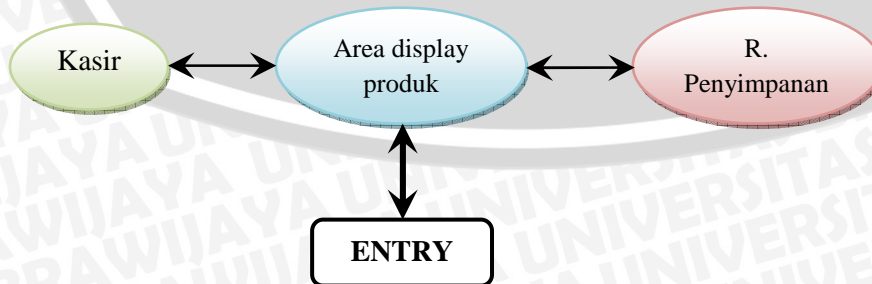 Kasir
Area display
produk
R.
Penyimpanan
ENTRY